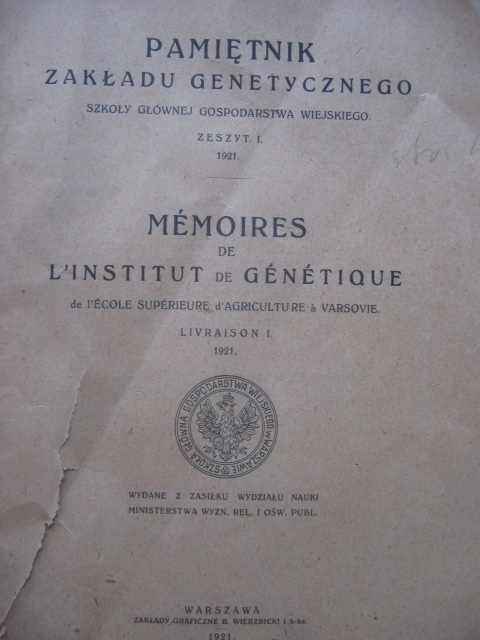 PAMIĘTNIK
ZAKŁADU GENETYCZNEGO
SZKOŁY GŁÓWNEJ GOSPODARSTWA WIEJSKIEGO.
ZESZYT I.
1921.
MÉMOIRES
DE
L'INSTITUT DE GÉNÉTIQUE
de l'ÉCOLE SUPÉRIEURE d'AGRICULTURE à VARSOVIE.
LIVRAISON I.
1921.
SZKOŁA GŁÓWNA GOSPODARSTWA WIEJSKIEGO w WARSZAWIE
WYDANE Z ZASIŁKU WYDZIAŁU NAUKI
MINISTERSTWA WYZN. REL. I OŚW. PUBL.
WARSZAWA
ZAKŁADY GRAFICZNE B. WIERZBICKI i S-ka.
1921.